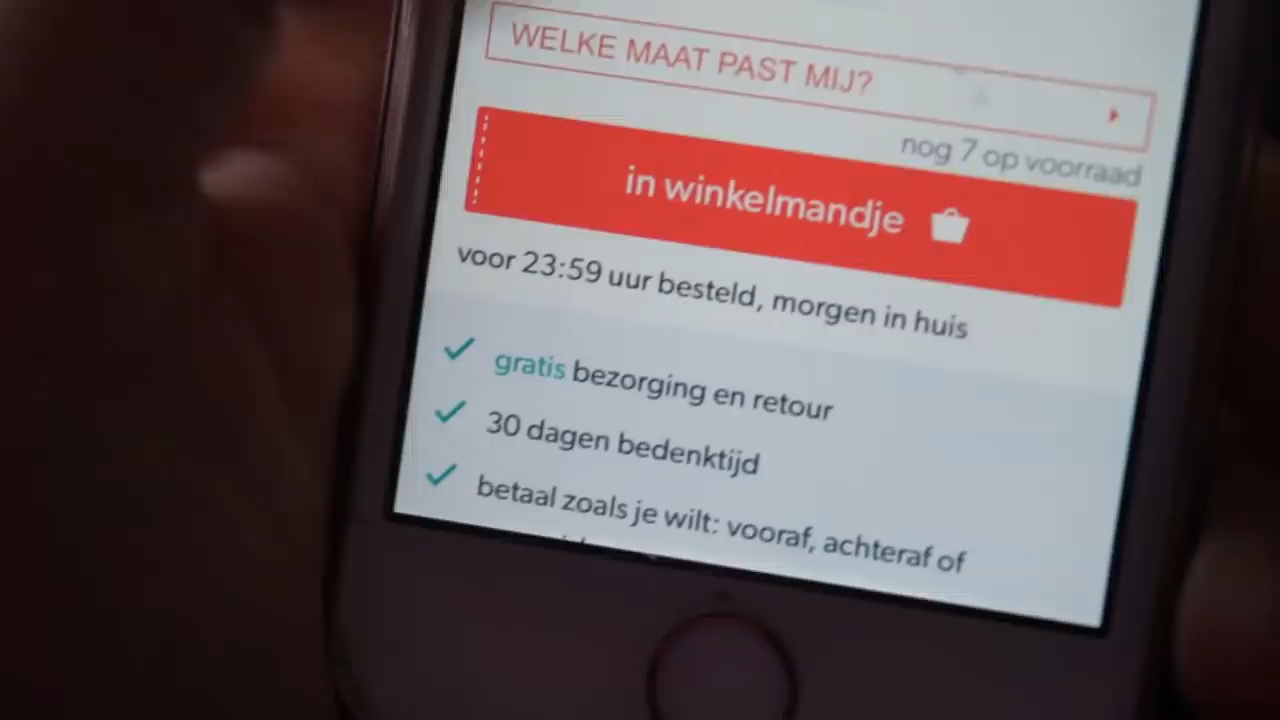 WELKE MAAT PAST MIJ?
nog 7 op voorraad
in winkelmandje
voor 23:59 uur besteld, morgen in huis
gratis bezorging en retour
30 dagen bedenktijd
betaal zoals je wilt: vooraf, achteraf of